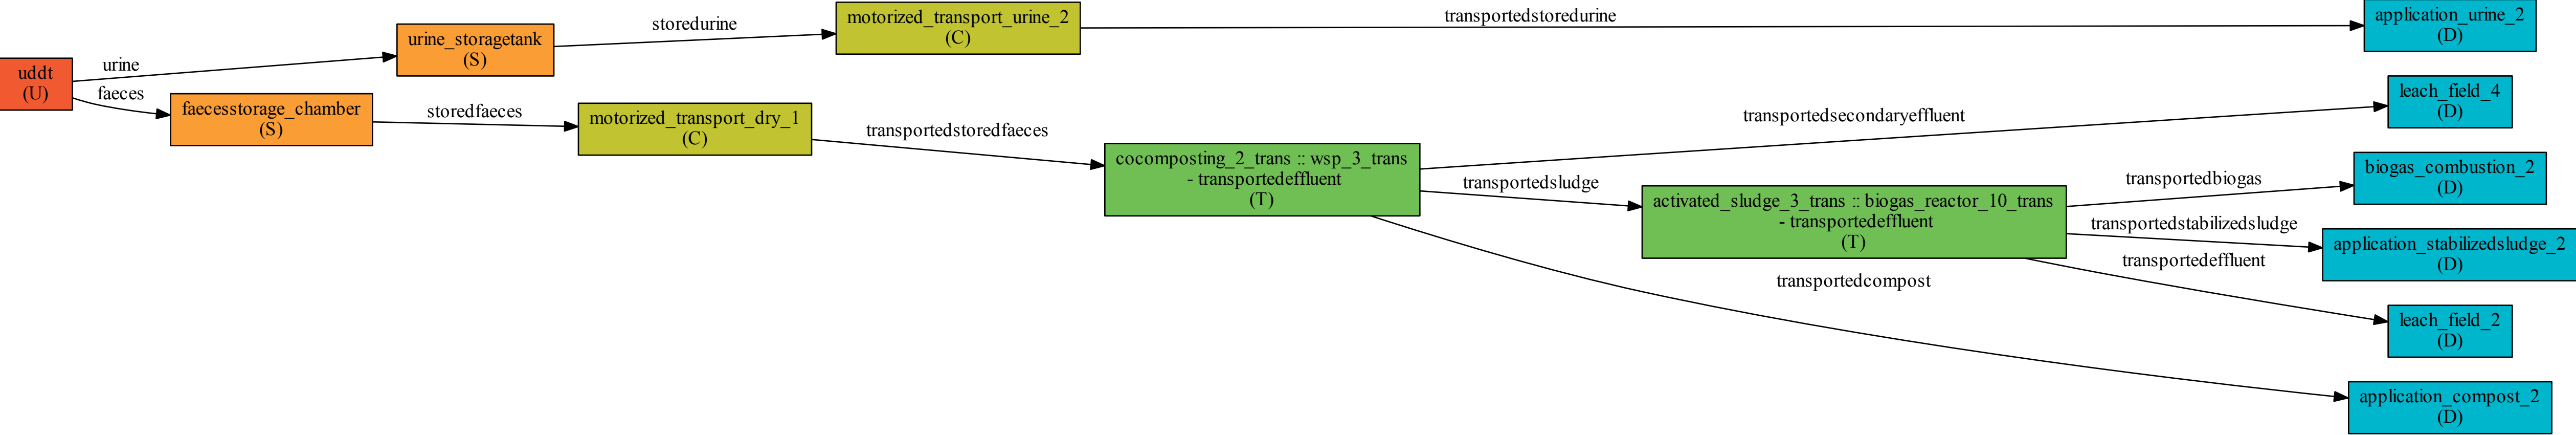 uddt
(U)
urine
faeces
urine_storagetank
(S)
faecesstorage_chamber
(S)
storedurine
storedfaeces
motorized_transport_urine_2
(C)
motorized_transport_dry_1
(C)
transportedstoredurine
transportedstoredfaeces
cocomposting_2_trans :: wsp_3_trans
- transportedeffluent
(T)
transportedsecondaryeffluent
transportedsludge
transportedcompost
activated_sludge_3_trans :: biogas_reactor_10_trans
- transportedeffluent
(T)
transportedbiogas
transportedstabilizedsludge
transportedeffluent
application_urine_2
(D)
leach_field_4
(D)
biogas_combustion_2
(D)
application_stabilizedsludge_2
(D)
leach_field_2
(D)
application_compost_2
(D)